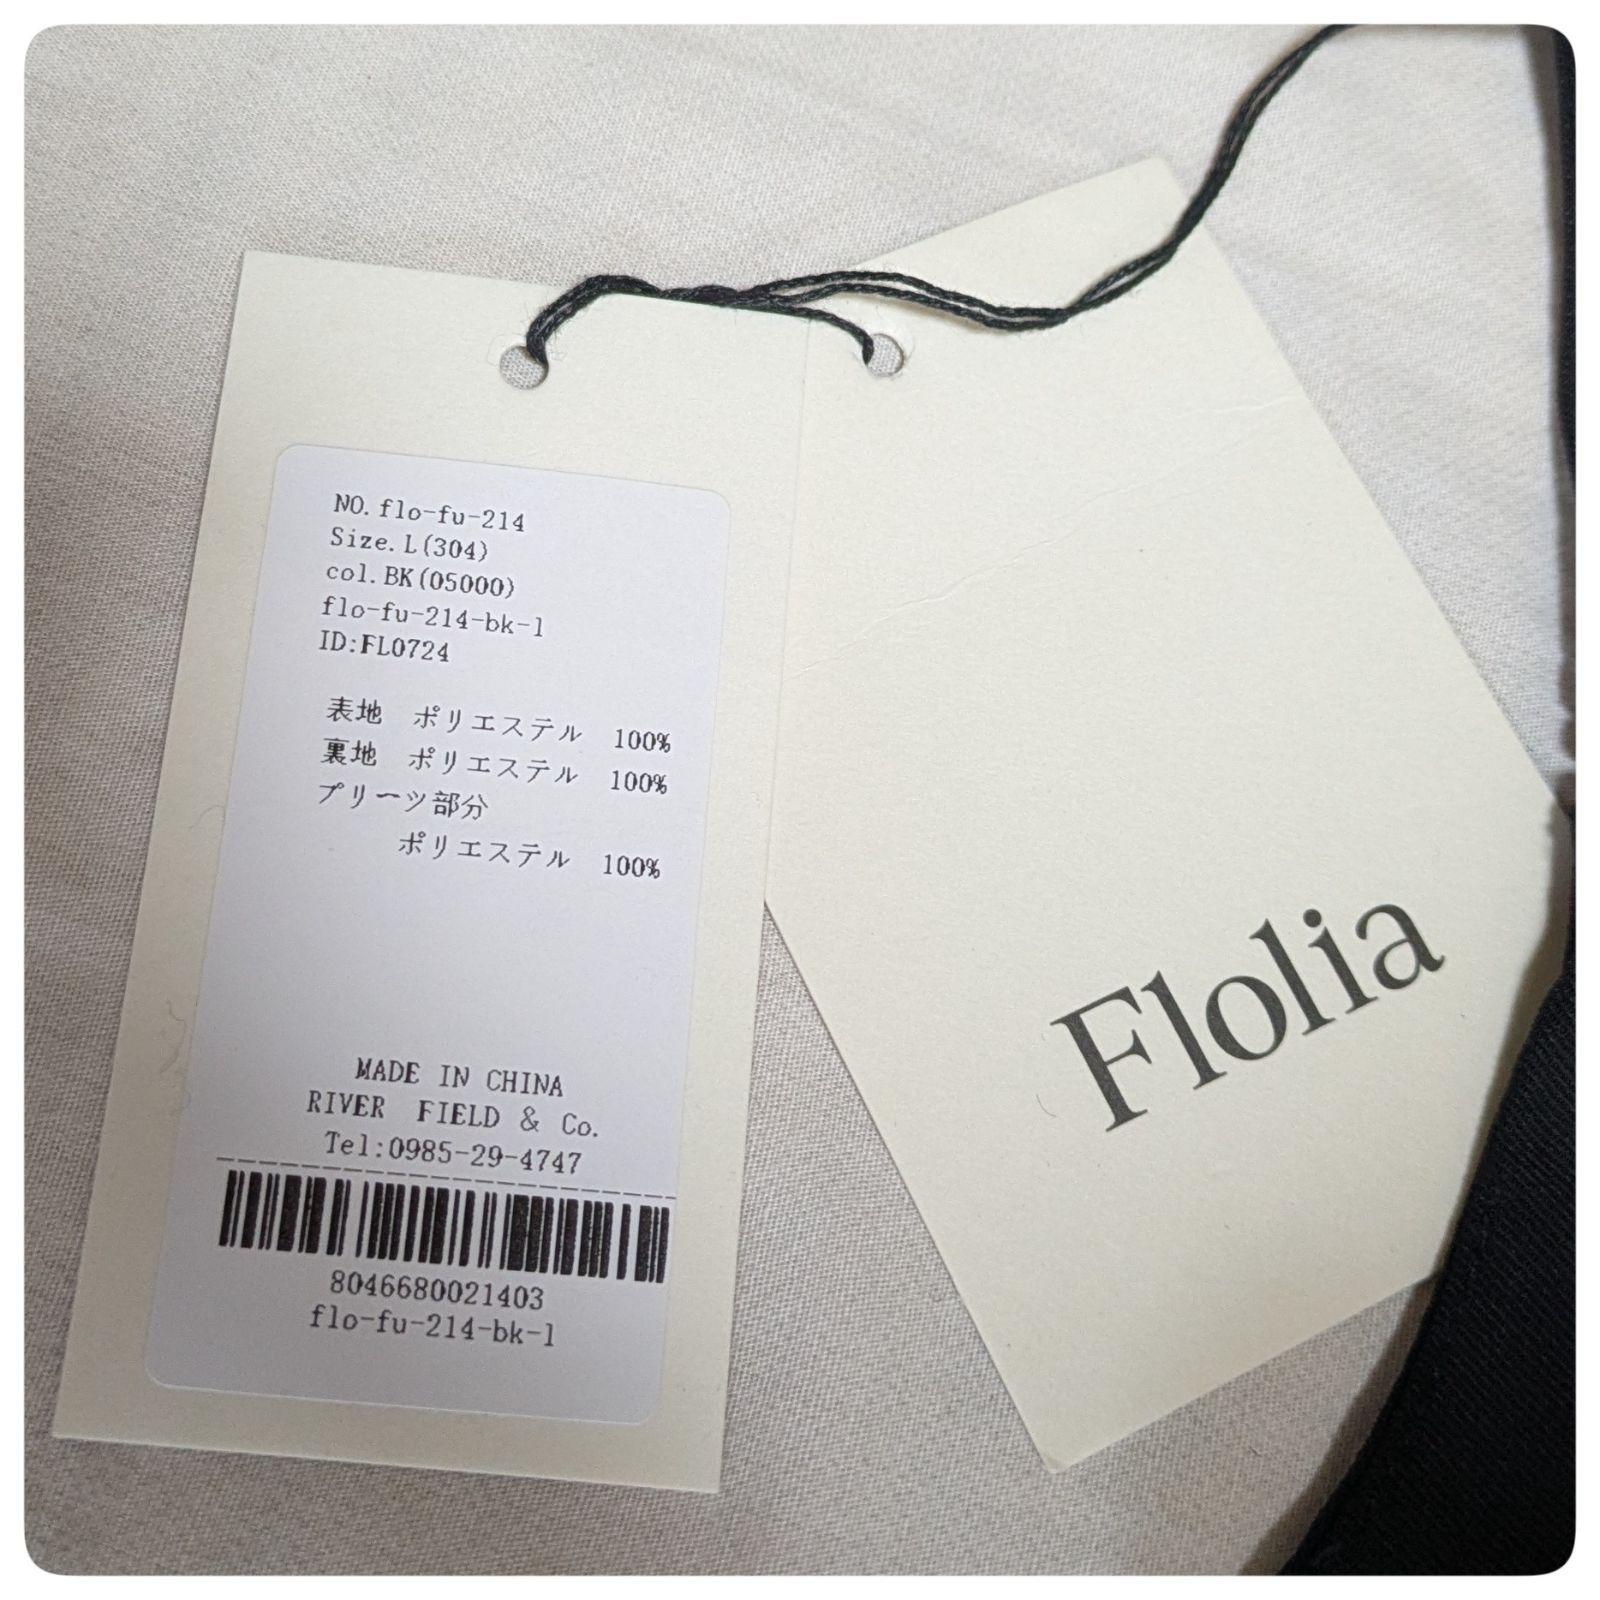 NO.flo-fu-214
Size.L(304)
col.BK(05000)
flo-fu-214-bk-l
ID:FL0724
表地 ポリエステル 100%
裏地 ポリエステル 100%
プリーツ部分
ポリエステル 100%
MADE IN CHINA
RIVER FIELD & Co.
Tel:0985-29-4747
8046680021403
flo-fu-214-bk-l
Flolia